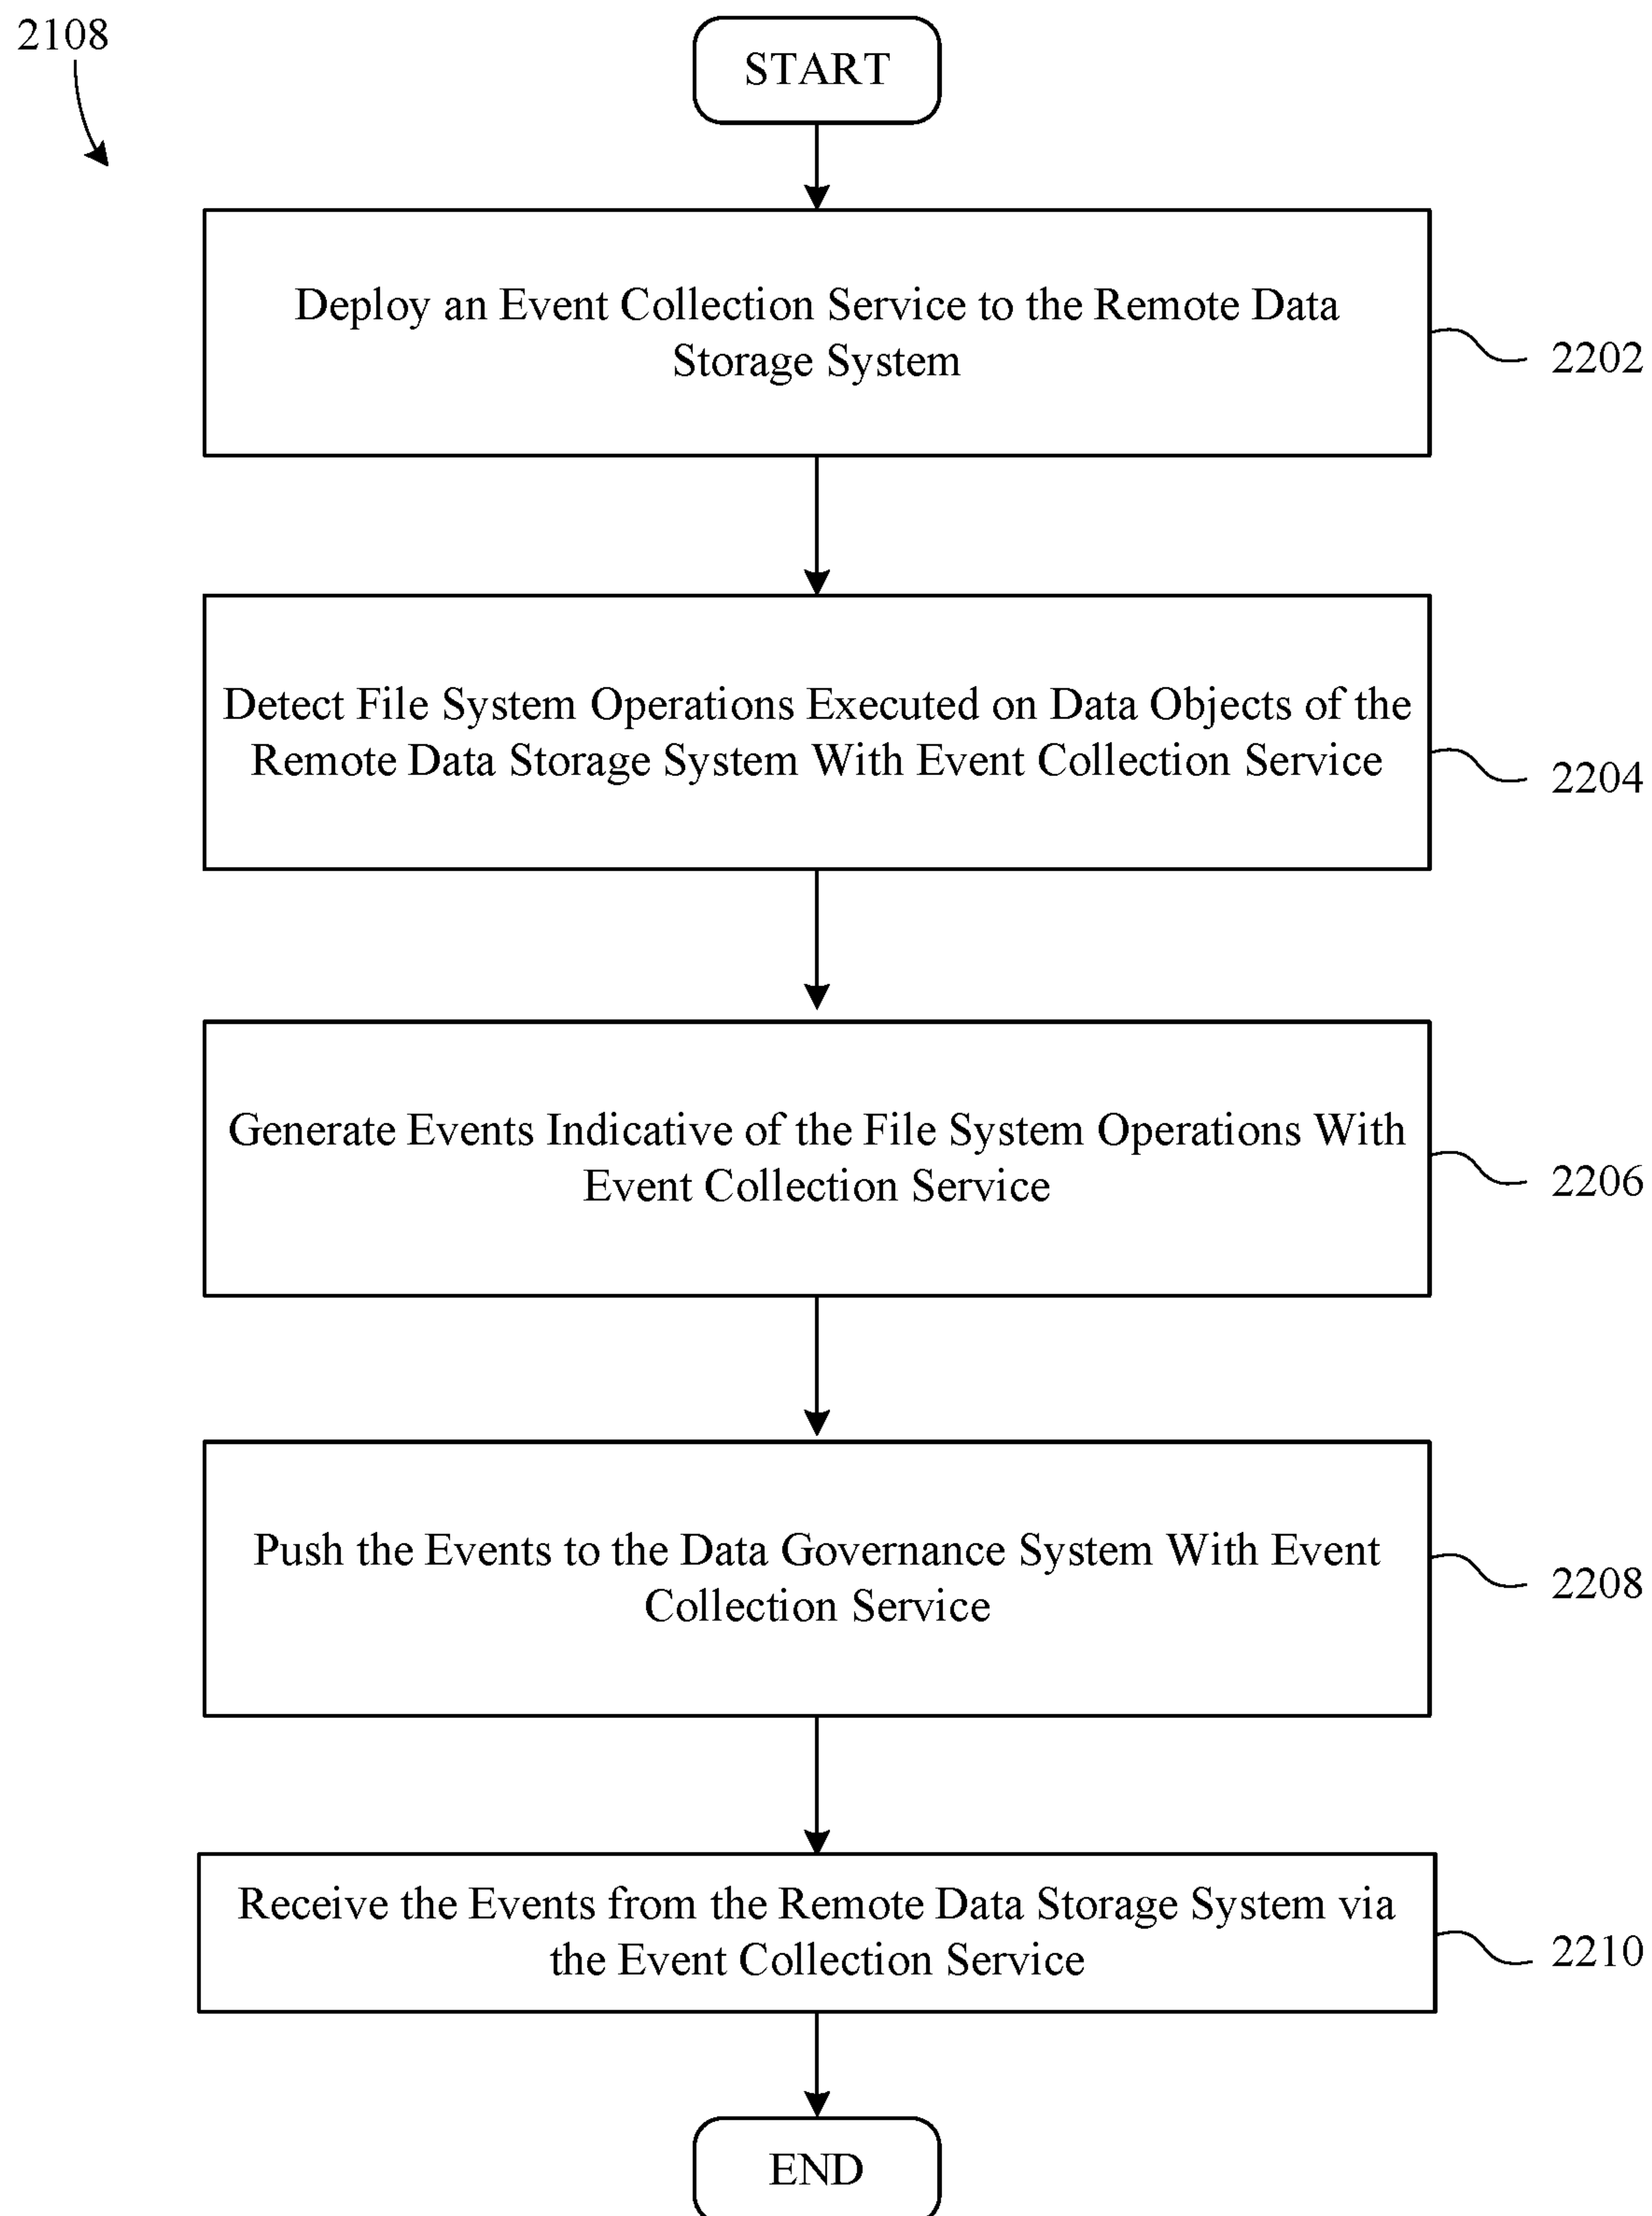 2108
START
Deploy an Event Collection Service to the Remote Data
Storage System
2202
Detect File System Operations Executed on Data Objects of the
Remote Data Storage System With Event Collection Service
2204
Generate Events Indicative of the File System Operations With
Event Collection Service
2206
Push the Events to the Data Governance System With Event
Collection Service
2208
Receive the Events from the Remote Data Storage System via
the Event Collection Service
2210
END